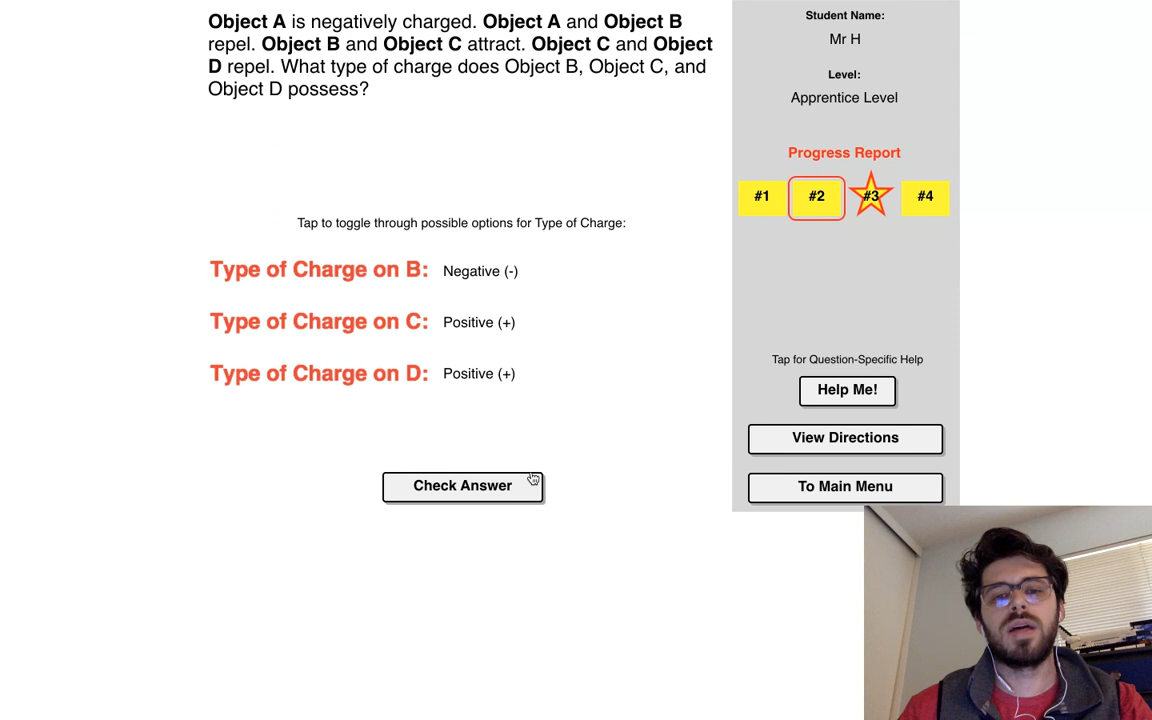 Object A is negatively charged. Object A and Object B
repel. Object B and Object C attract. Object C and Object
D repel. What type of charge does Object B, Object C, and
Object D possess?
Tap to toggle through possible options for Type of Charge:
Type of Charge on B: Negative (-)
Type of Charge on C: Positive (+)
Type of Charge on D: Positive (+)
Check Answer
Student Name:
Mr H
Level:
Apprentice Level
Progress Report
#1 #2 #3 #4
Tap for Question-Specific Help
Help Me!
View Directions
To Main Menu